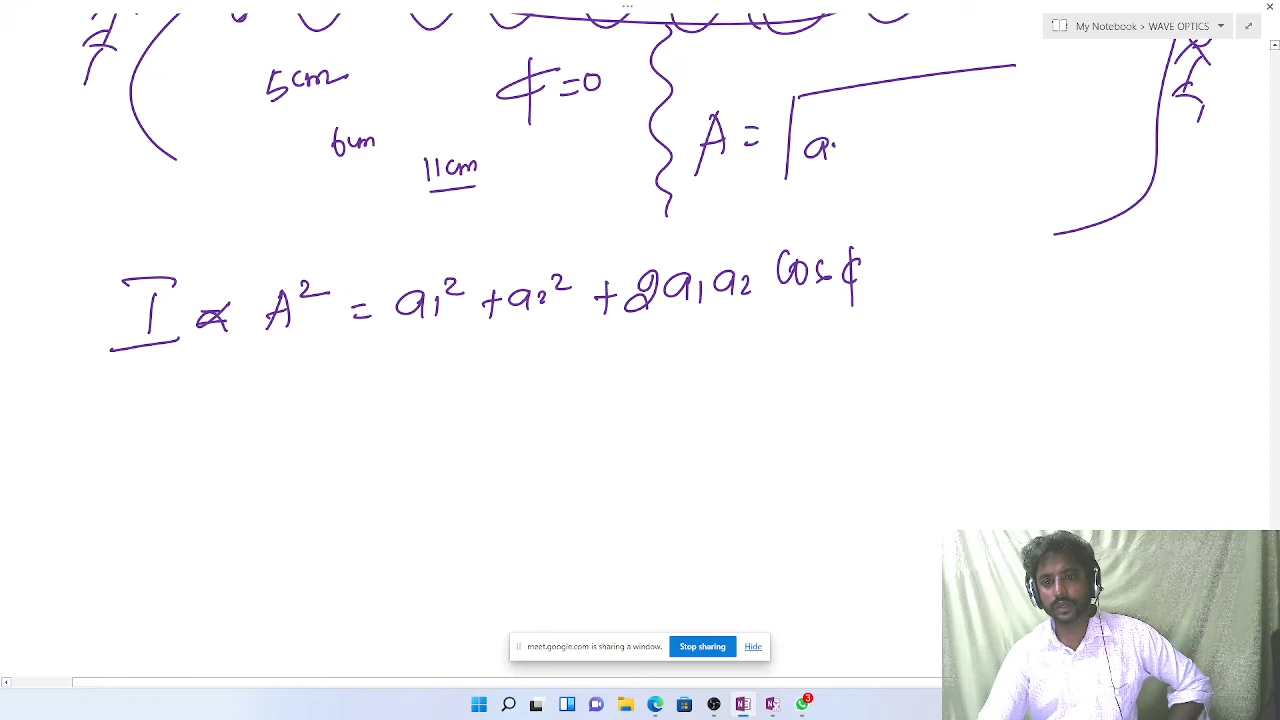 My Notebook > WAVE OPTICS
5cm
ϕ=0
6cm
11cm
A = √a
I ∝ A² = a₁² + a₂² + 2a₁a₂ cos ϕ
meet.google.com is sharing a window.
Stop sharing
Hide
3